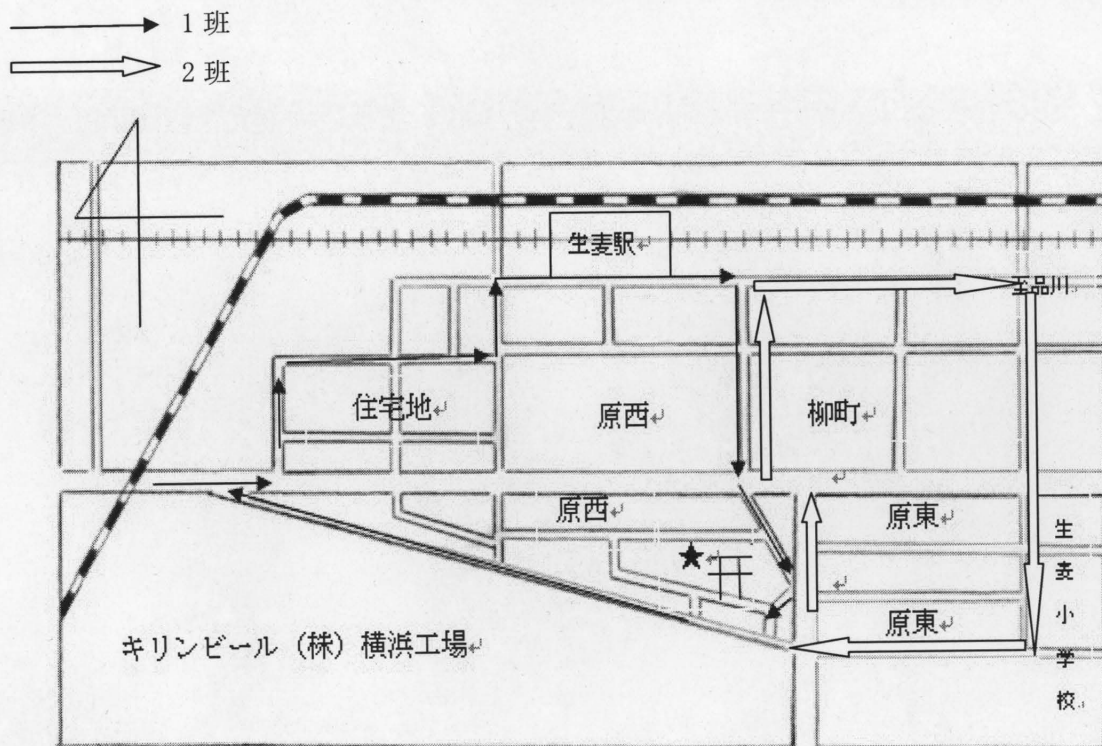 1班
2班
生麦駅
至品川
住宅地
原西
柳町
原西
原東
原東
キリンビール（株）横浜工場
生麦小学校